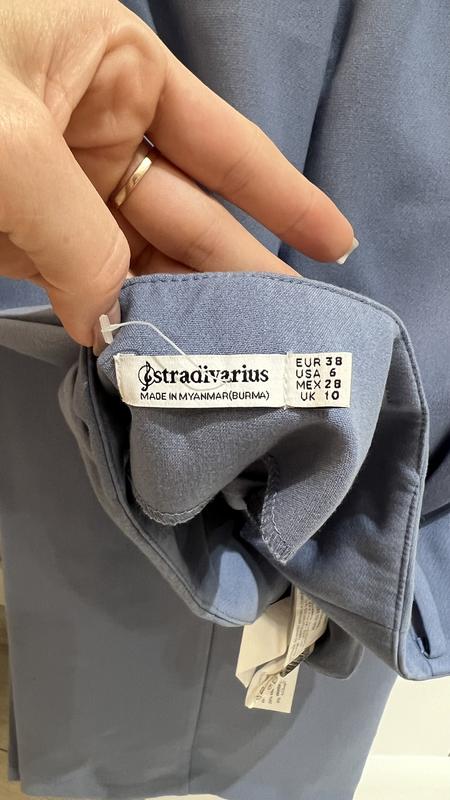 stradivarius
MADE IN MYANMAR(BURMA)
EUR 38
USA 6
MEX 28
UK 10